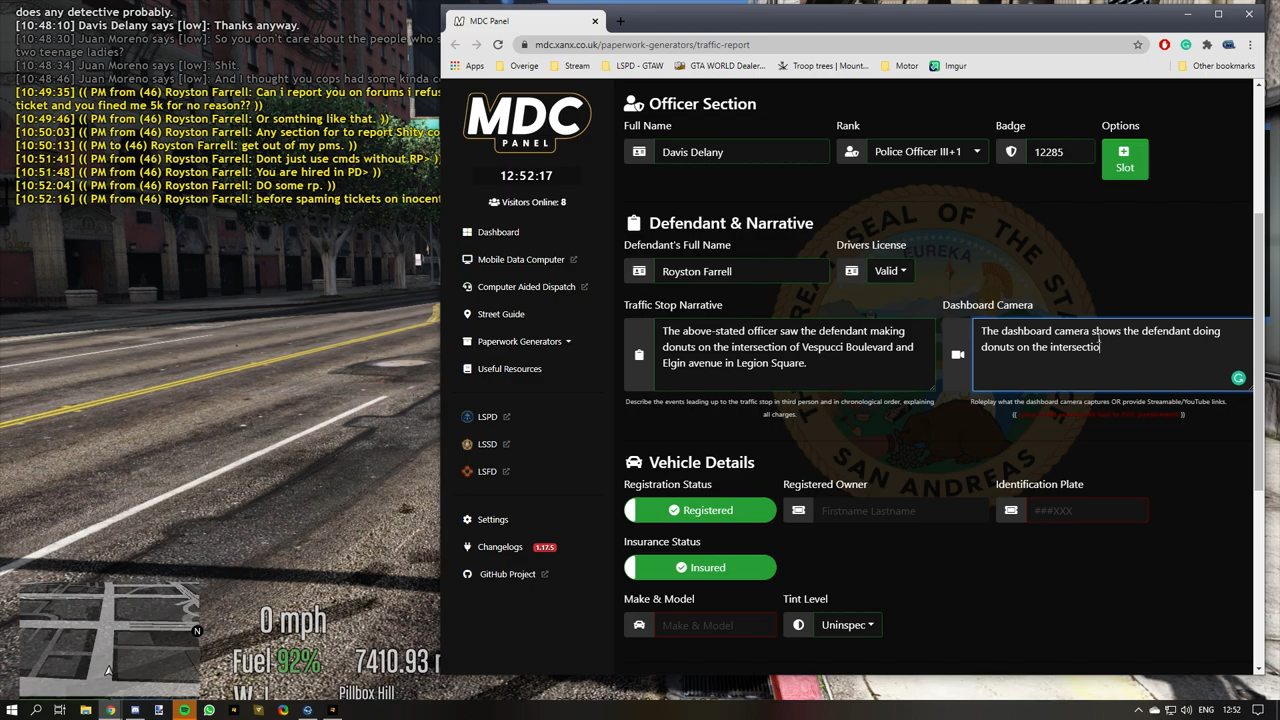 does any detective probably.
[10:48:10] Davis Delany says [low]: Thanks anyway.
[10:48:30] Juan Moreno says [low]: So you don't care about the people who s
two teenage ladies?
[10:48:34] Juan Moreno says [low]: Shit.
[10:48:46] Juan Moreno says [low]: And I thought you cops had some kinda c
[10:49:35] (( PM from (46) Royston Farrell: Can i report you on forums i refus
ticket and you fined me 5k for no reason?? ))
[10:49:46] (( PM from (46) Royston Farrell: Or somthing like that. ))
[10:50:03] (( PM from (46) Royston Farrell: Any section for to report Shity co
[10:50:13] (( PM to (46) Royston Farrell: get out of my pms. ))
[10:51:41] (( PM from (46) Royston Farrell: Dont just use cmds without RP> ))
[10:51:48] (( PM from (46) Royston Farrell: You are hired in PD> ))
[10:52:04] (( PM from (46) Royston Farrell: DO some rp. ))
[10:52:16] (( PM from (46) Royston Farrell: before spaming tickets on inocent
0 mph
Fuel 92% 7410.93
Pillbox Hill
N
MDC Panel
mdc.xanx.co.uk/paperwork-generators/traffic-report
Apps Overige Stream LSPD - GTAW GTA WORLD Dealer... Troop trees | Mount... Motor Imgur Other bookmarks
MDC
PANEL
12:52:17
Visitors Online: 8
Dashboard
Mobile Data Computer
Computer Aided Dispatch
Street Guide
Paperwork Generators
Useful Resources
LSPD
LSSD
LSFD
Settings
Changelogs 1.17.5
GitHub Project
Officer Section
Full Name Rank Badge Options
Davis Delany Police Officer III+1 12285 Slot
Defendant & Narrative
Defendant's Full Name Drivers License
Royston Farrell Valid
Traffic Stop Narrative Dashboard Camera
The above-stated officer saw the defendant making
donuts on the intersection of Vespucci Boulevard and
Elgin avenue in Legion Square.
The dashboard camera shows the defendant doing
donuts on the intersectio
Describe the events leading up to the traffic stop in third person and in chronological order, explaining
all charges.
Roleplay what the dashboard camera captures OR provide Streamable/YouTube links.
Vehicle Details
Registration Status Registered Owner Identification Plate
Registered Firstname Lastname ###XXX
Insurance Status
Insured
Make & Model Tint Level
Make & Model Uninspec
SEAL OF THE STA
EUREKA
SAN ANDREAS
ENG 12:52